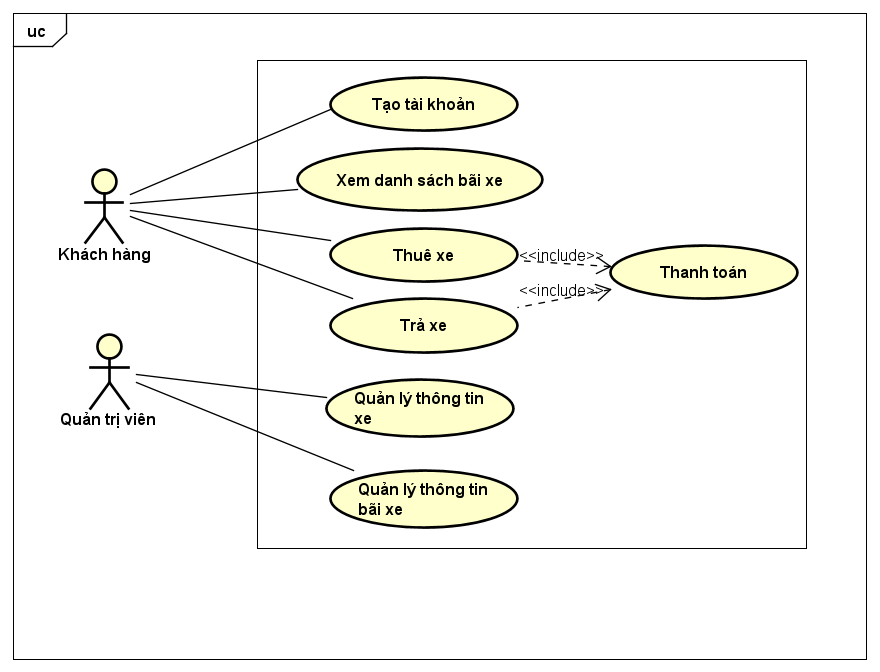 uc
Tạo tài khoản
Xem danh sách bãi xe
Khách hàng
Thuê xe
<<include>>
Thanh toán
<<include>>
Trả xe
Quản trị viên
Quản lý thông tin
xe
Quản lý thông tin
bãi xe